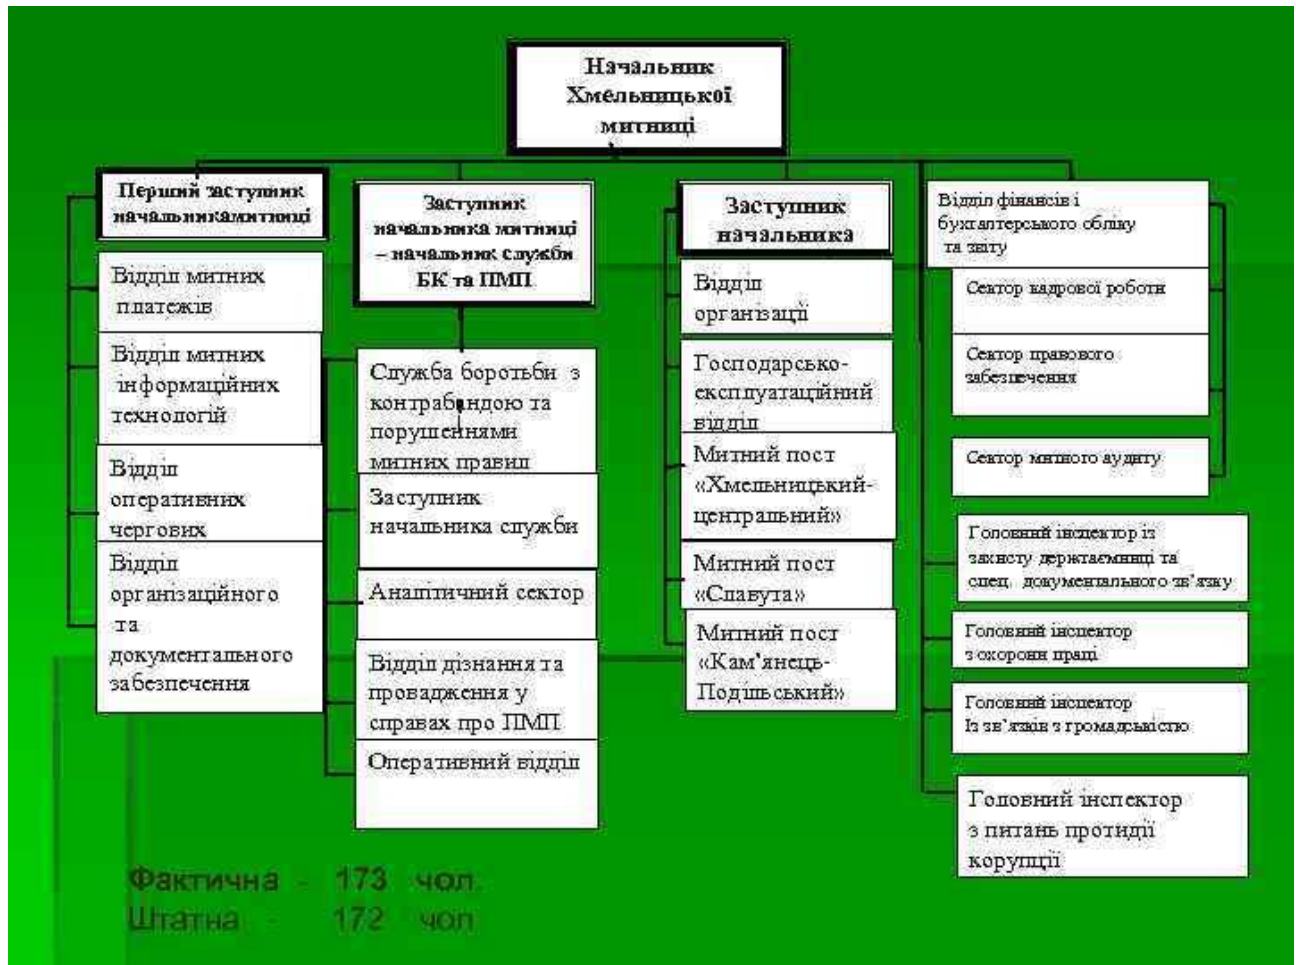 Начальник
Хмельницької
митниці
Перший заступник
начальникамитниці
Відділ митних
платежів
Відділ митних
інформаційних
технологій
Відділ
оперативних
чергових
Відділ
організаційного
та
документального
забезпечення
Заступник
начальника митниці
– начальник служби
БК та ПМП
Служба боротьби з
контрабандою та
порушеннями
митних правил
Заступник
начальника служби
Аналітичний сектор
Відділ дізнання та
провадження у
справах про ПМП
Оперативний відділ
Заступник
начальника
Відділ
організації
Господарсько-
експлуатаційний
відділ
Митний пост
«Хмельницький-
центральний»
Митний пост
«Славута»
Митний пост
«Кам’янець-
Подільський»
Відділ фінансів і
бухгалтерського обліку
та звіту
Сектор кадрової роботи
Сектор правового
забезпечення
Сектор митного аудиту
Головний інспектор із
захисту держтаємниці та
спец. документального зв’язку
Головний інспектор
з охорони праці
Головний інспектор
Із зв’язків з громадськістю
Головний інспектор
з питань протидії
корупції
Фактична - 173 чол.
Штатна - 172 чол